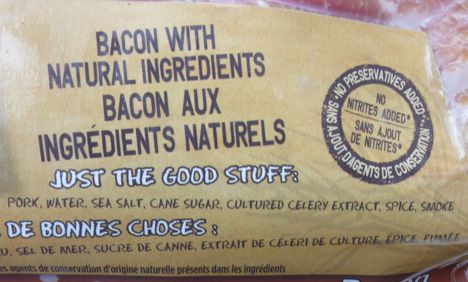 BACON WITH
NATURAL INGREDIENTS
BACON AUX
INGRÉDIENTS NATURELS
NO PRESERVATIVES ADDED
NO
NITRITES ADDED*
SANS AJOUT
DE NITRITES*
SANS AJOUT D'AGENTS DE CONSERVATION
JUST THE GOOD STUFF:
PORK, WATER, SEA SALT, CANE SUGAR, CULTURED CELERY EXTRACT, SPICE, SMOKE
DE BONNES CHOSES :
SEL DE MER, SUCRE DE CANNE, EXTRAIT DE CÉLERI DE CULTURE, ÉPICE, FUMÉE
agents de conservation d'origine naturelle présents dans les ingrédients